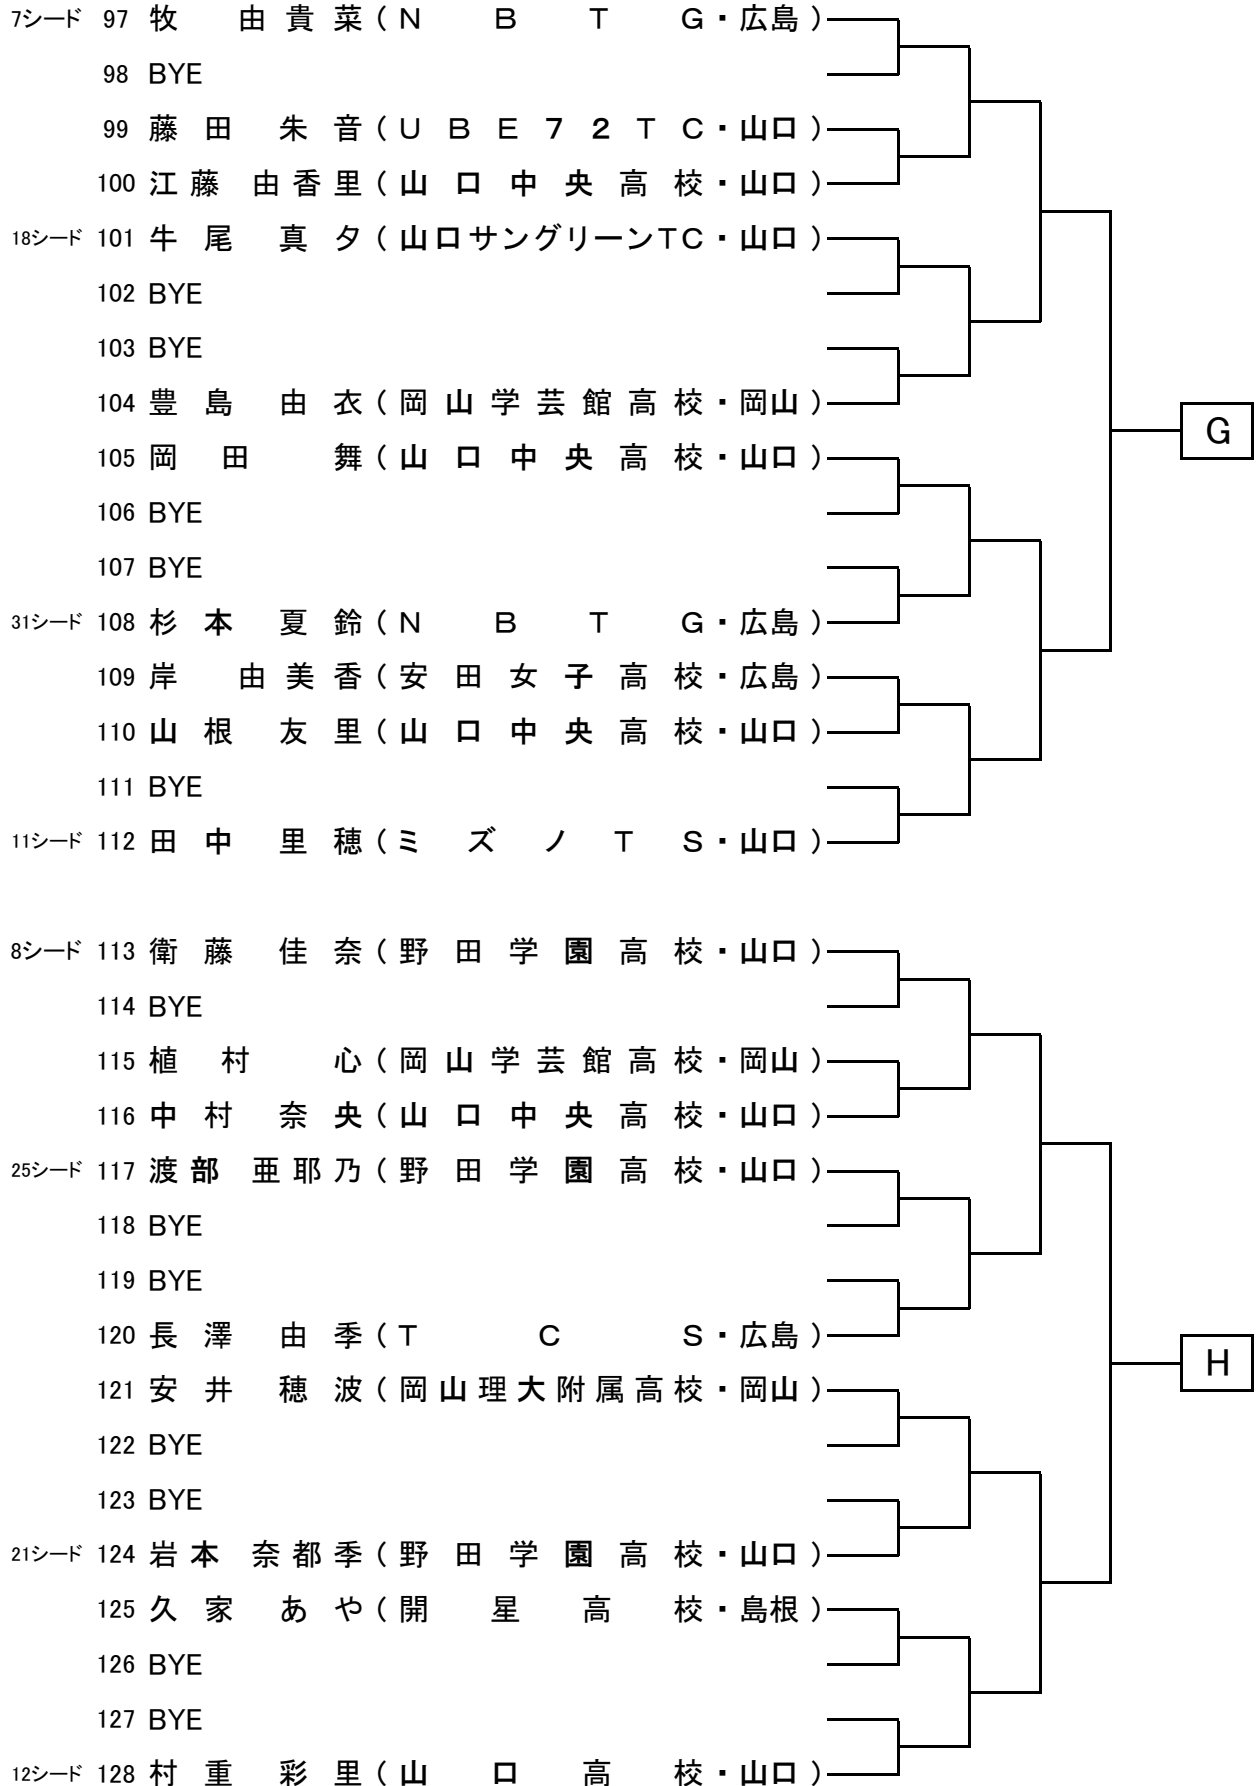 7シード 97 牧 由貴菜(NBTG・広島)
98 BYE
99 藤田 朱音(UBE72TC・山口)
100 江藤 由香里(山口中央高校・山口)
18シード 101 牛尾 真夕(山口サングリーンTC・山口)
102 BYE
103 BYE
104 豊島 由衣(岡山学芸館高校・岡山)
G
105 岡田 舞(山口中央高校・山口)
106 BYE
107 BYE
31シード 108 杉本 夏鈴(NBTG・広島)
109 岸 由美香(安田女子高校・広島)
110 山根 友里(山口中央高校・山口)
111 BYE
11シード 112 田中 里穂(ミズノTS・山口)
8シード 113 衛藤 佳奈(野田学園高校・山口)
114 BYE
115 植村 心(岡山学芸館高校・岡山)
116 中村 奈央(山口中央高校・山口)
25シード 117 渡部 亜耶乃(野田学園高校・山口)
118 BYE
119 BYE
120 長澤 由季(TCS・広島)
H
121 安井 穂波(岡山理大附属高校・岡山)
122 BYE
123 BYE
21シード 124 岩本 奈都季(野田学園高校・山口)
125 久家 あや(開星高校・島根)
126 BYE
127 BYE
12シード 128 村重 彩里(山口高校・山口)